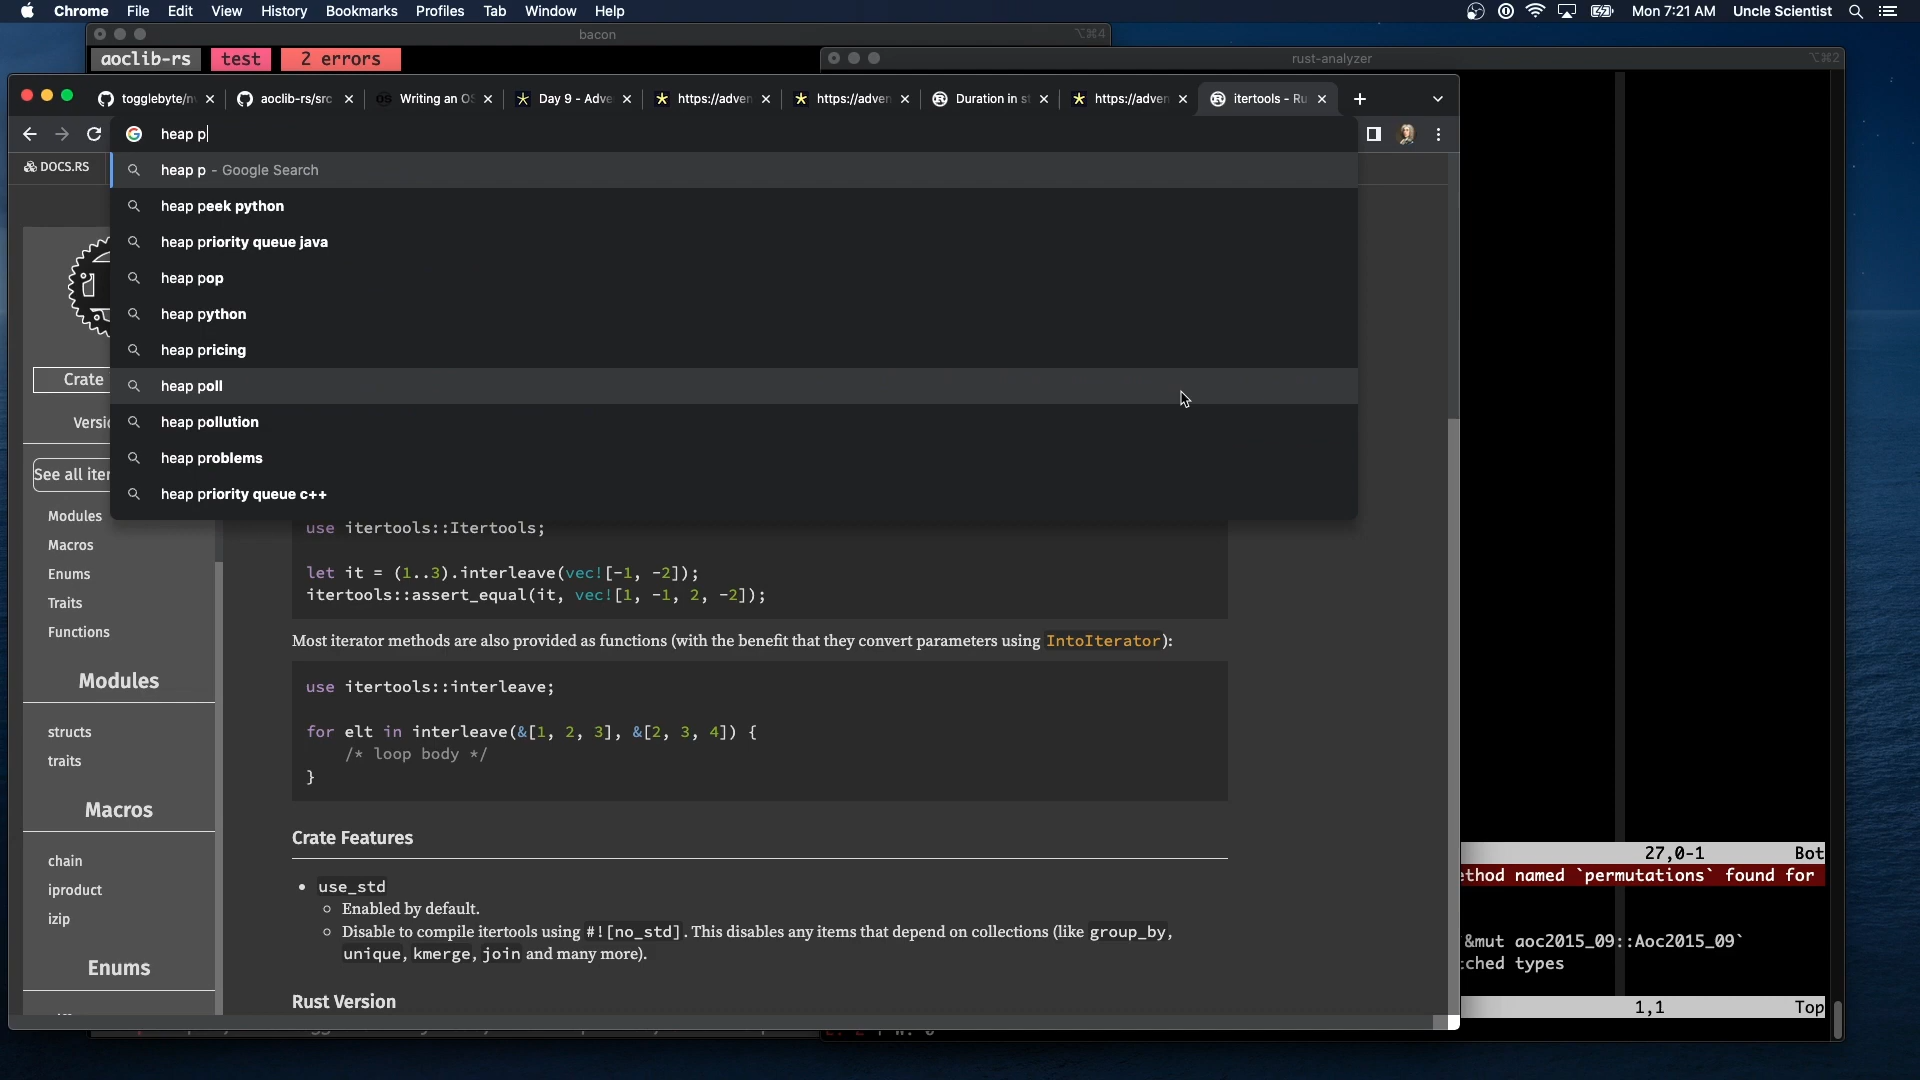 Chrome File Edit View History Bookmarks Profiles Tab Window Help
Mon 7:21 AM Uncle Scientist
bacon ⌥⌘4
aoclib-rs test 2 errors
rust-analyzer ⌥⌘2
togglebyte/n
aoclib-rs/src
Writing an OS
Day 9 - Adve
https://adven
https://adven
Duration in st
https://adven
itertools - Ru
heap p
DOCS.RS
heap p - Google Search
heap peek python
heap priority queue java
heap pop
heap python
heap pricing
heap poll
heap pollution
heap problems
heap priority queue c++
Crate
Versi
See all iter
Modules
Macros
Enums
Traits
Functions
Modules
structs
traits
Macros
chain
iproduct
izip
Enums
use itertools::Itertools;
let it = (1..3).interleave(vec![-1, -2]);
itertools::assert_equal(it, vec![1, -1, 2, -2]);
Most iterator methods are also provided as functions (with the benefit that they convert parameters using IntoIterator):
use itertools::interleave;
for elt in interleave(&[1, 2, 3], &[2, 3, 4]) {
/* loop body */
}
Crate Features
• use_std
Enabled by default.
Disable to compile itertools using #![no_std]. This disables any items that depend on collections (like group_by,
unique, kmerge, join and many more).
Rust Version
27,0-1 Bot
ethod named `permutations` found for
&mut aoc2015_09::Aoc2015_09`
ched types
1,1 Top